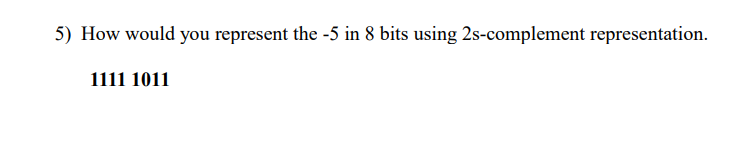 5) How would you represent the -5 in 8 bits using 2s-complement representation.
1111 1011